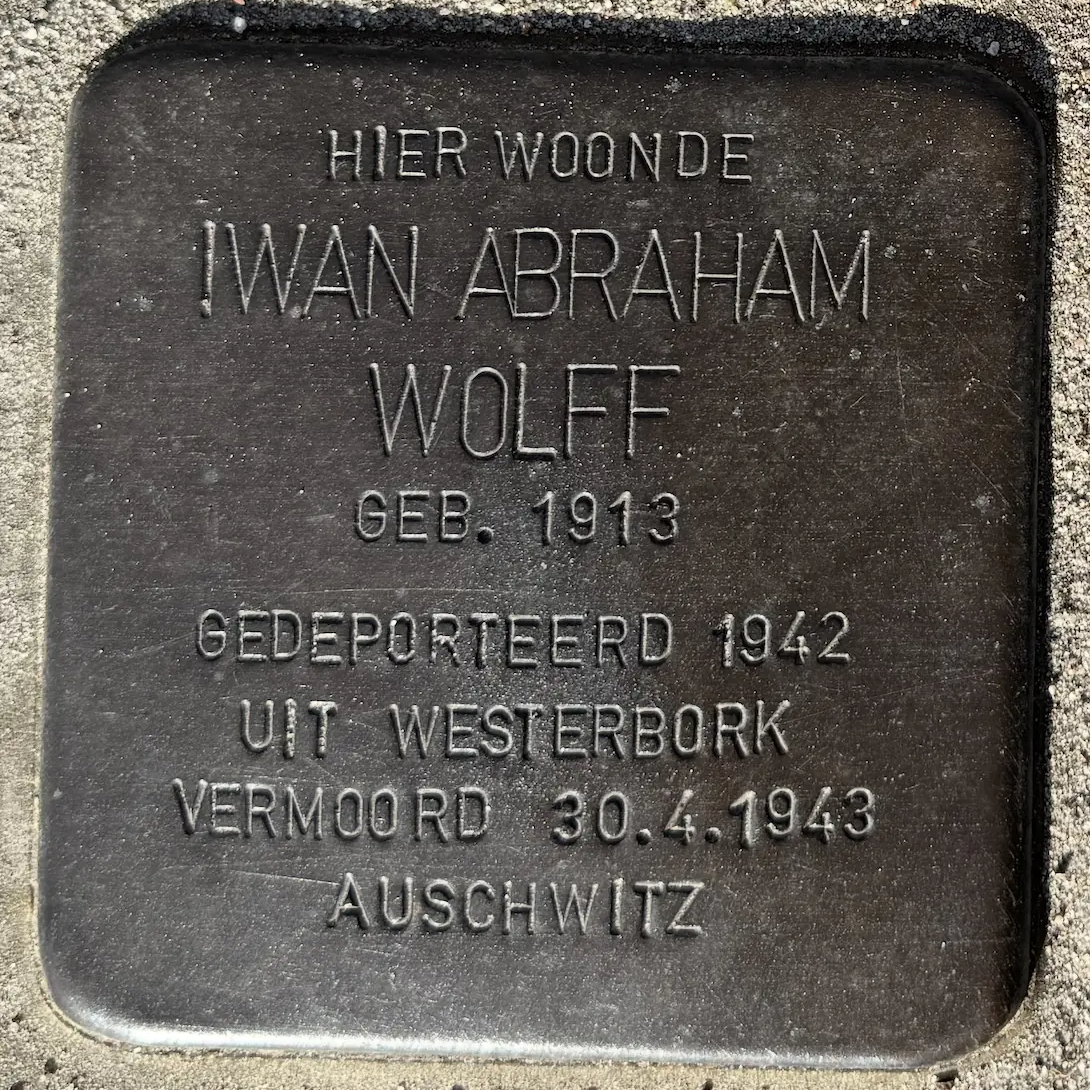 HIER WOONDE
IWAN ABRAHAM
WOLFF
GEB. 1913
GEDEPORTEERD 1942
UIT WESTERBORK
VERMOORD 30.4.1943
AUSCHWITZ